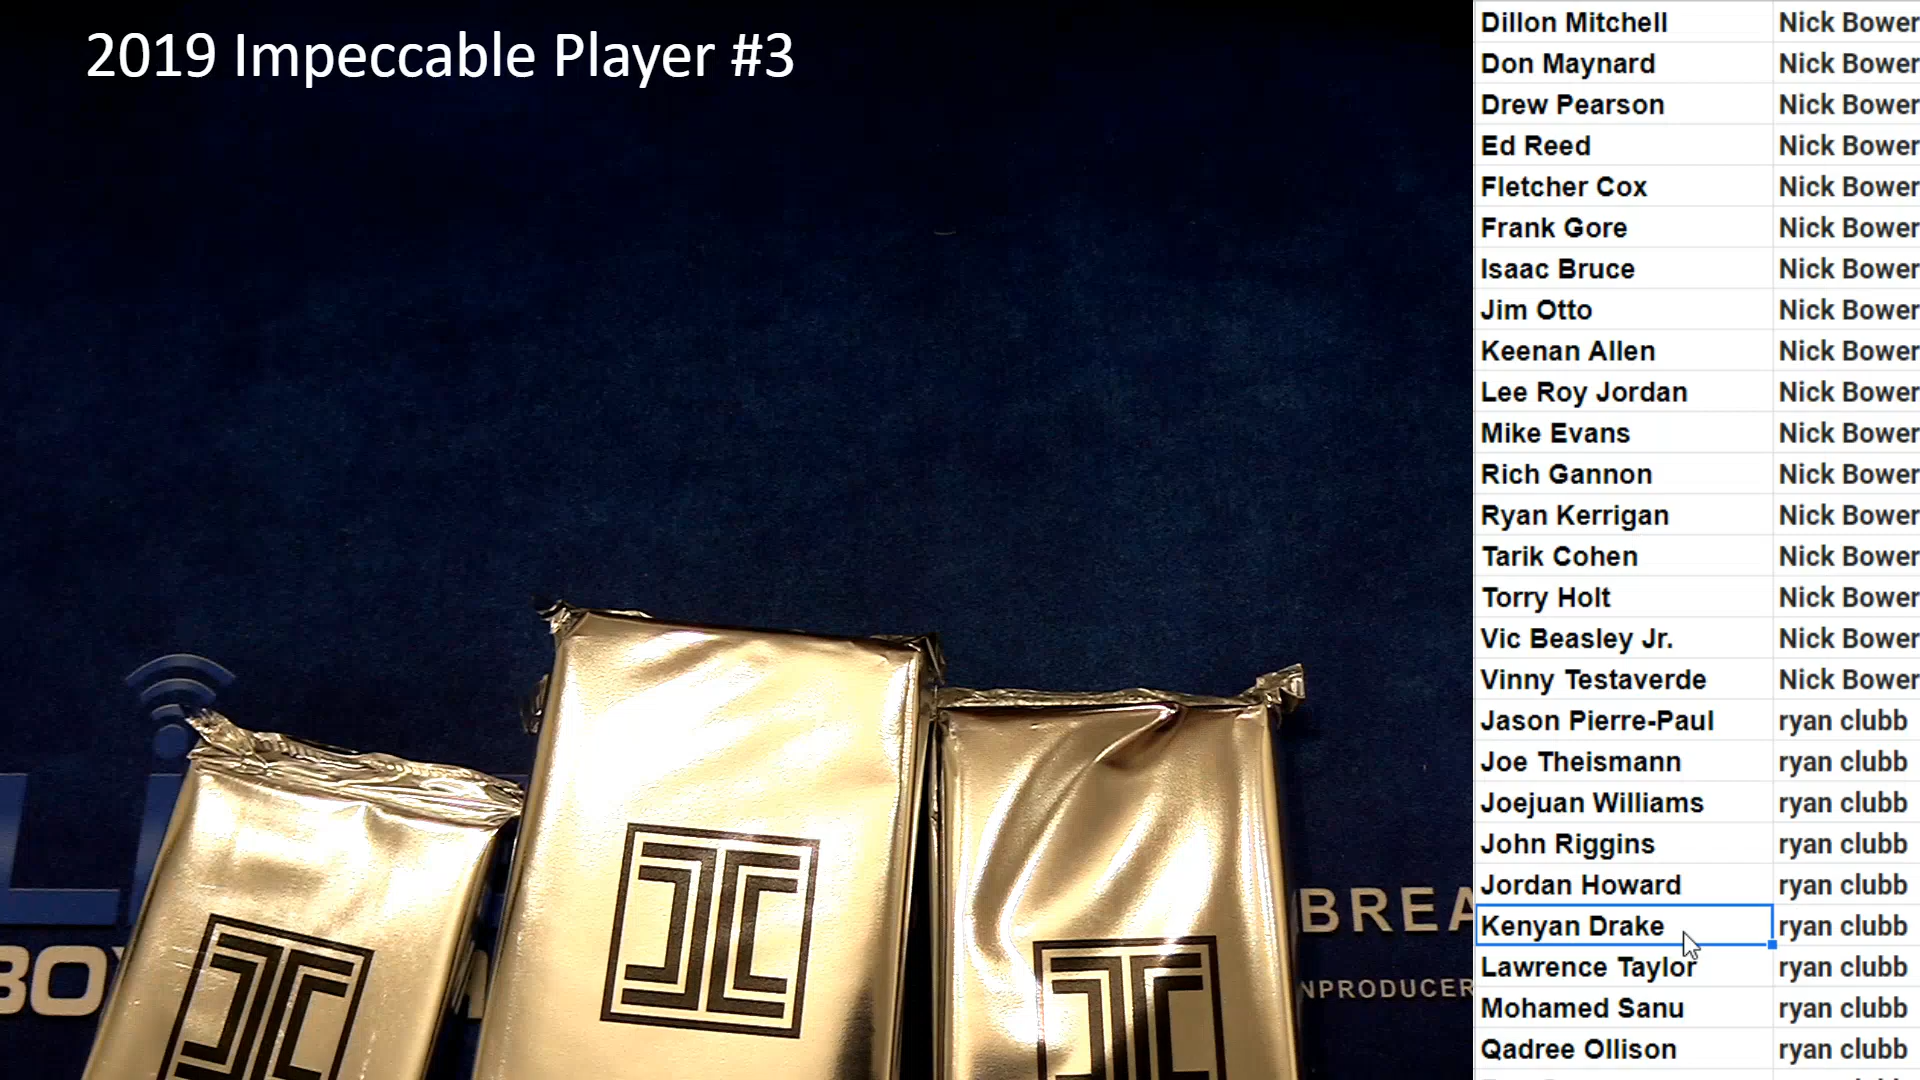 2019 Impeccable Player #3
Dillon Mitchell Nick Bower
Don Maynard Nick Bower
Drew Pearson Nick Bower
Ed Reed Nick Bower
Fletcher Cox Nick Bower
Frank Gore Nick Bower
Isaac Bruce Nick Bower
Jim Otto Nick Bower
Keenan Allen Nick Bower
Lee Roy Jordan Nick Bower
Mike Evans Nick Bower
Rich Gannon Nick Bower
Ryan Kerrigan Nick Bower
Tarik Cohen Nick Bower
Torry Holt Nick Bower
Vic Beasley Jr. Nick Bower
Vinny Testaverde Nick Bower
Jason Pierre-Paul ryan clubb
Joe Theismann ryan clubb
Joejuan Williams ryan clubb
John Riggins ryan clubb
Jordan Howard ryan clubb
Kenyan Drake ryan clubb
Lawrence Taylor ryan clubb
Mohamed Sanu ryan clubb
Qadree Ollison ryan clubb
LI
BREA
BO
NPRODUCER